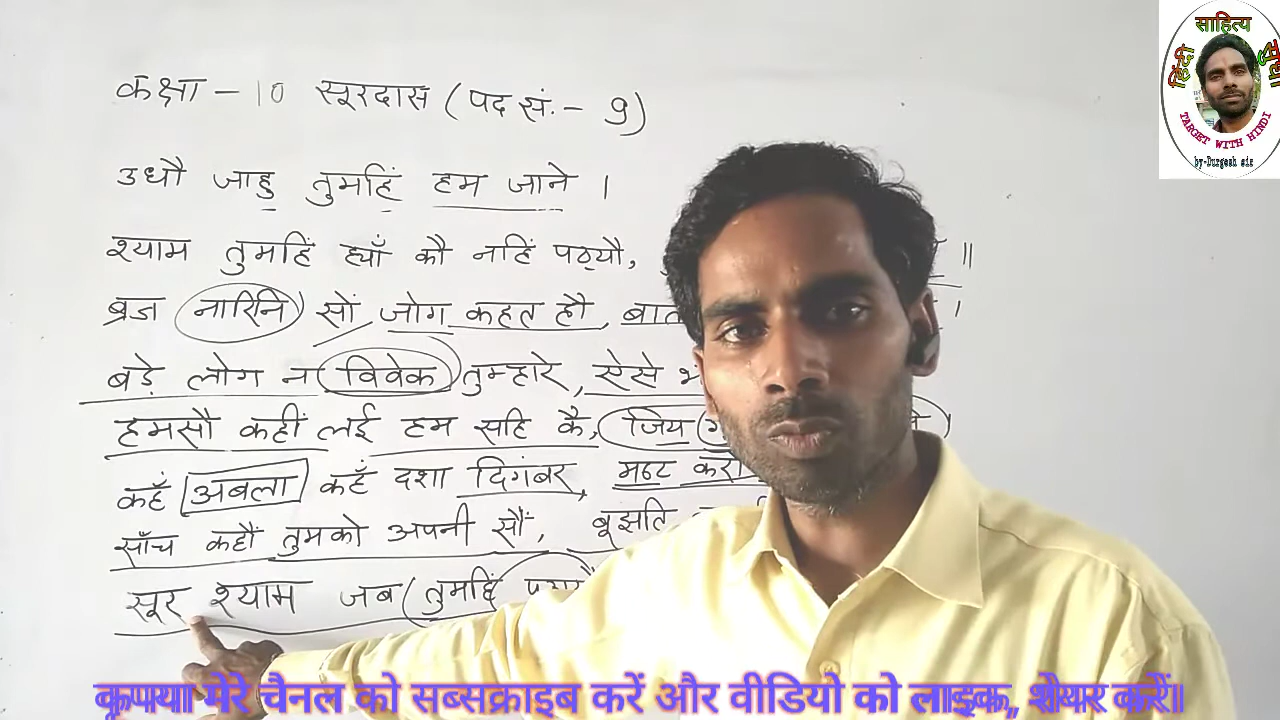 कक्षा - 10 सूरदास (पद सं. - 9)
उधौ जाहु तुमहिं हम जाने ।
श्याम तुमहिं ह्याँ कौ नहिं पठ्यौ, ॥
ब्रज नारिनि सों जोग कहत हौ, बात ।
बड़े लोग न विवेक तुम्हारे, ऐसे
हमसौ कहीं लई हम सहि कै, जिय
कहँ अबला कहँ दशा दिगंबर, मष्ट करौ
साँच कहौं तुमको अपनी सौं, बूझति
सूर श्याम जब तुमहिं
कृपया मेरे चैनल को सब्सक्राइब करें और वीडियो को लाइक, शेयर करें।
हिंदी साहित्य सुधा
TARGET WITH HINDI
by-Durgesh sir